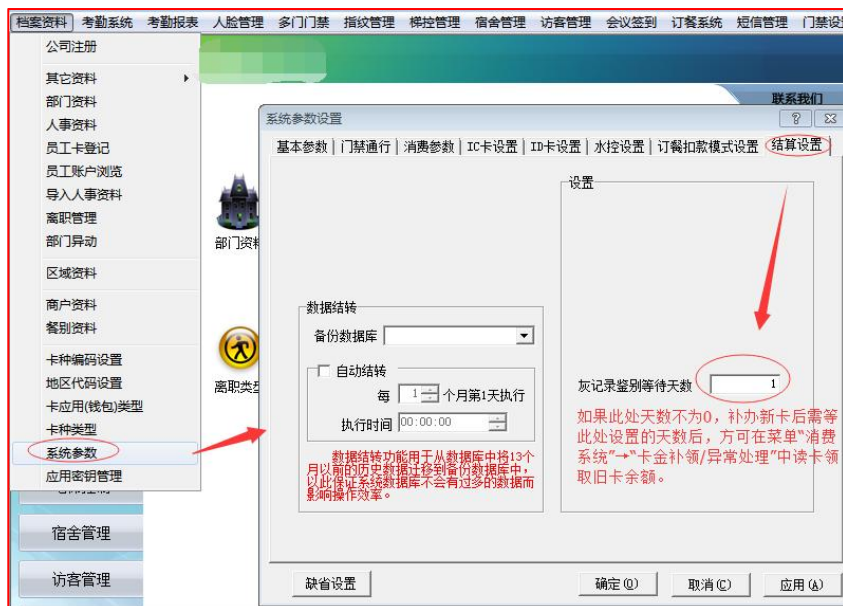 档案资料 考勤系统 考勤报表 人脸管理 多门门禁 指纹管理 梯控管理 宿舍管理 访客管理 会议签到 订餐系统 短信管理 门禁设
公司注册
其它资料
部门资料
人事资料
员工卡登记
员工账户浏览
导入人事资料
离职管理
部门异动
区域资料
商户资料
餐别资料
卡种编码设置
地区代码设置
卡应用(钱包)类型
卡种类型
系统参数
应用密钥管理
宿舍管理
访客管理
联系我们
部门资料
离职类型
系统参数设置
基本参数 门禁通行 消费参数 IC卡设置 ID卡设置 水控设置 订餐扣款模式设置 结算设置
设置
数据结转
备份数据库
自动结转
每 1 个月第1天执行
执行时间 00:00:00
数据结转功能用于从数据库中将13个
月以前的历史数据迁移到备份数据库中,
以此保证系统数据库不会有过多的数据而
影响操作效率。
灰记录鉴别等待天数 1
如果此处天数不为0，补办新卡后需等
此处设置的天数后，方可在菜单“消费
系统”→“卡金补领/异常处理”中读卡领
取旧卡余额。
缺省设置
确定(O) 取消(C) 应用(A)